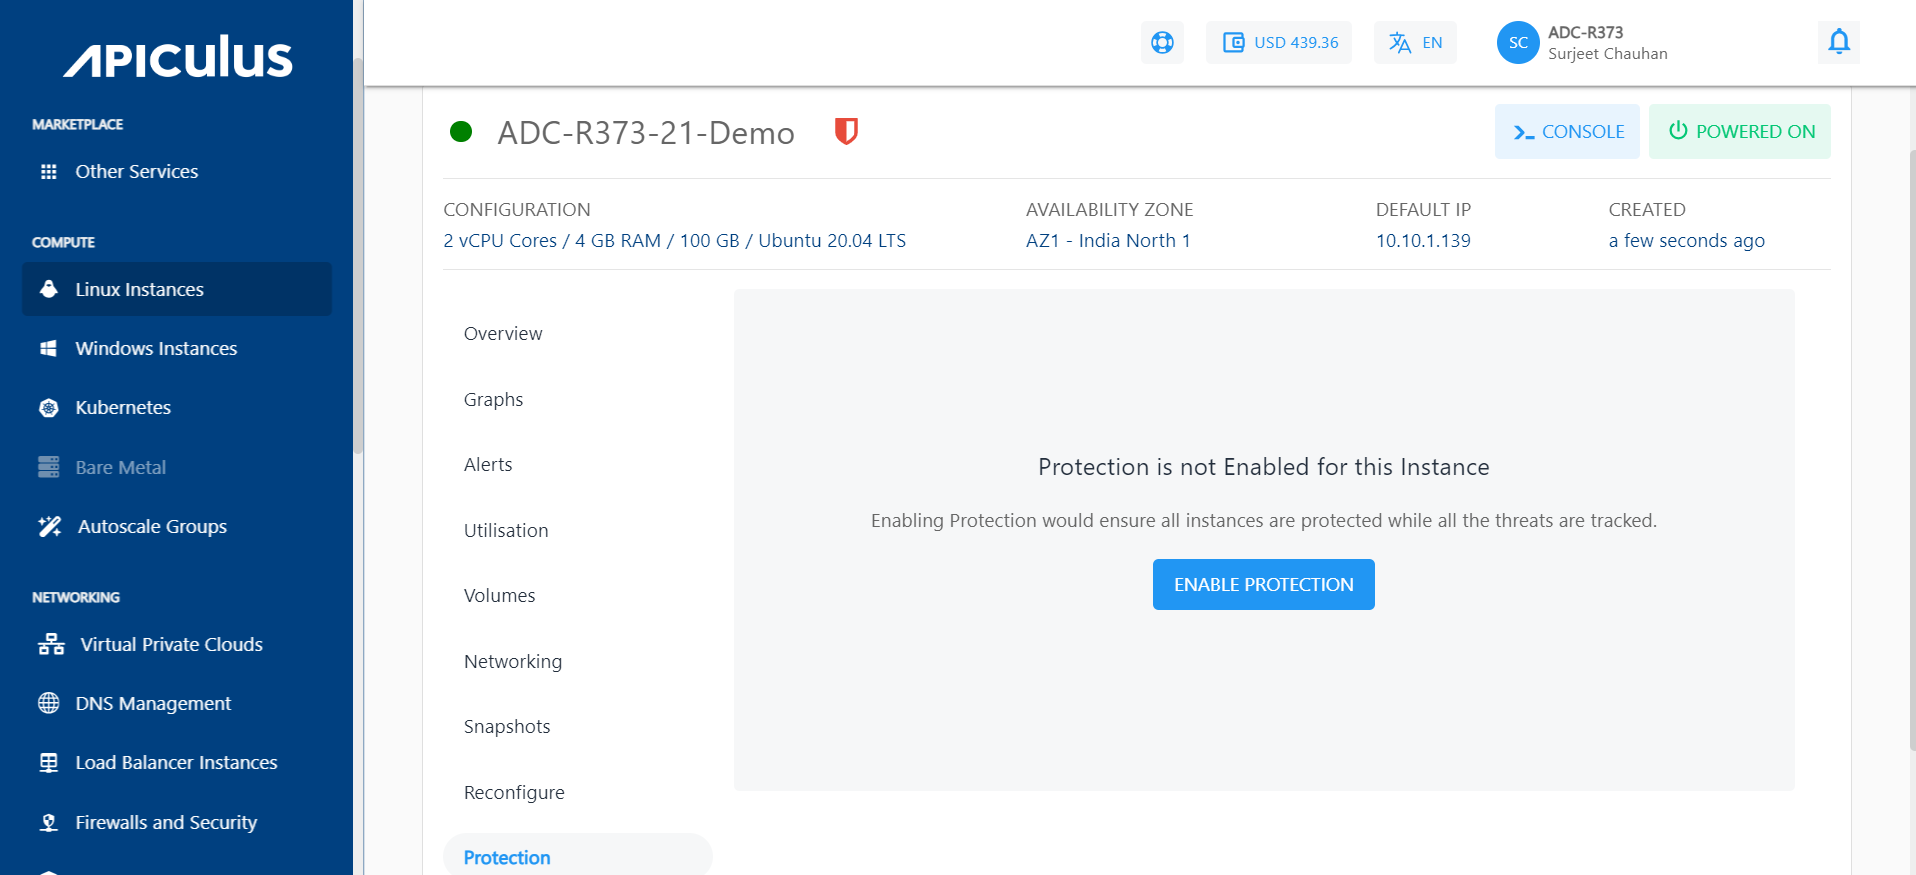 APICULUS
MARKETPLACE
Other Services
COMPUTE
Linux Instances
Windows Instances
Kubernetes
Bare Metal
Autoscale Groups
NETWORKING
Virtual Private Clouds
DNS Management
Load Balancer Instances
Firewalls and Security
USD 439.36
EN
SC
ADC-R373
Surjeet Chauhan
ADC-R373-21-Demo
CONSOLE
POWERED ON
CONFIGURATION
2 vCPU Cores / 4 GB RAM / 100 GB / Ubuntu 20.04 LTS
AVAILABILITY ZONE
AZ1 - India North 1
DEFAULT IP
10.10.1.139
CREATED
a few seconds ago
Overview
Graphs
Alerts
Utilisation
Volumes
Networking
Snapshots
Reconfigure
Protection
Protection is not Enabled for this Instance
Enabling Protection would ensure all instances are protected while all the threats are tracked.
ENABLE PROTECTION